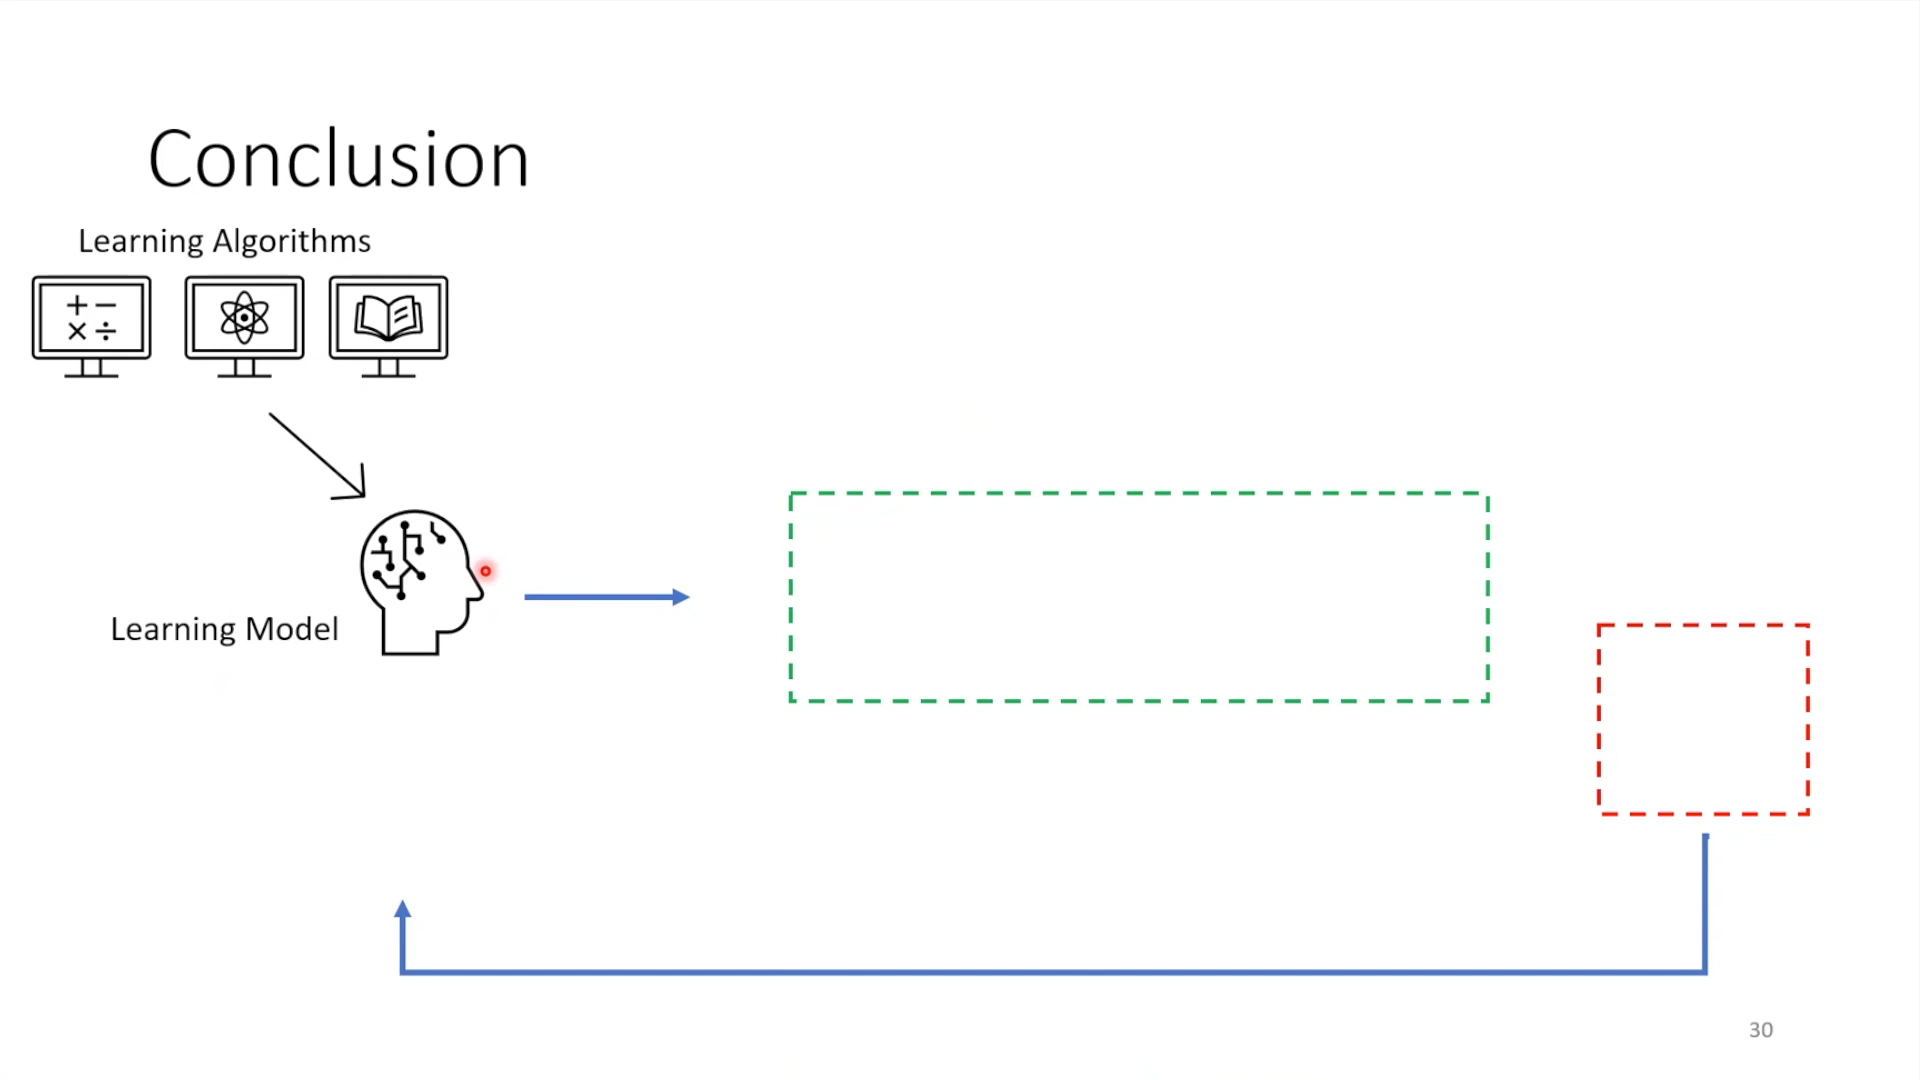 Conclusion
Learning Algorithms
+ −
× ÷
Learning Model
30